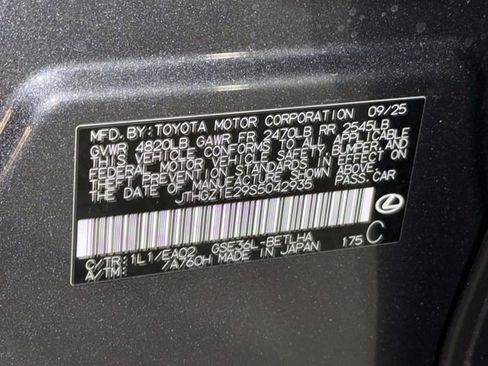 MFD. BY: TOYOTA MOTOR CORPORATION 09/25
GVWR 4820LB GAWR FR 2470LB RR 2545LB
THIS VEHICLE CONFORMS TO ALL APPLICABLE
FEDERAL MOTOR VEHICLE SAFETY,
BUMPER, AND THEFT PREVENTION STANDARDS IN EFFECT ON
THE DATE OF MANUFACTURE SHOWN ABOVE.
JTHGZ1E29S5042935 PASS.CAR
C/TR: 1L1/EA02 GSE36L-BETLHA 175 C
A/TM: /A760H MADE IN JAPAN